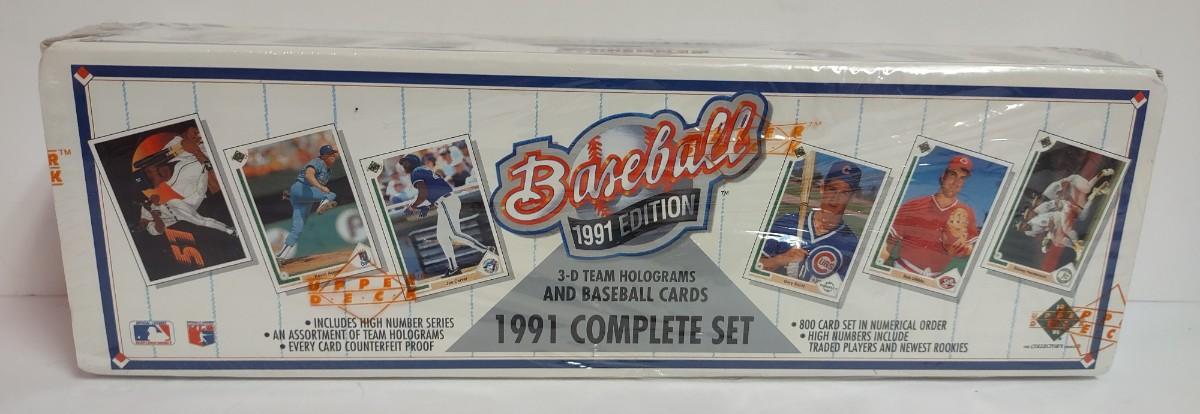 Baseball
1991 EDITION
TM
3-D TEAM HOLOGRAMS
AND BASEBALL CARDS
1991 COMPLETE SET
• INCLUDES HIGH NUMBER SERIES
• AN ASSORTMENT OF TEAM HOLOGRAMS
• EVERY CARD COUNTERFEIT PROOF
• 800 CARD SET IN NUMERICAL ORDER
• HIGH NUMBERS INCLUDE
TRADED PLAYERS AND NEWEST ROOKIES
UPPER
DECK
CUBS